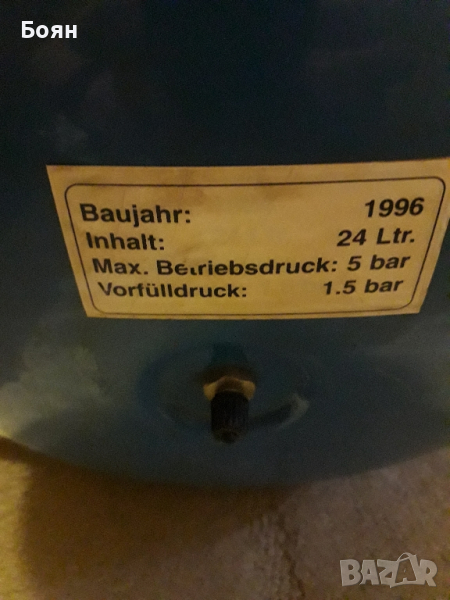 Боян
Baujahr: 1996
Inhalt: 24 Ltr.
Max. Betriebsdruck: 5 bar
Vorfülldruck: 1.5 bar
BAZAR